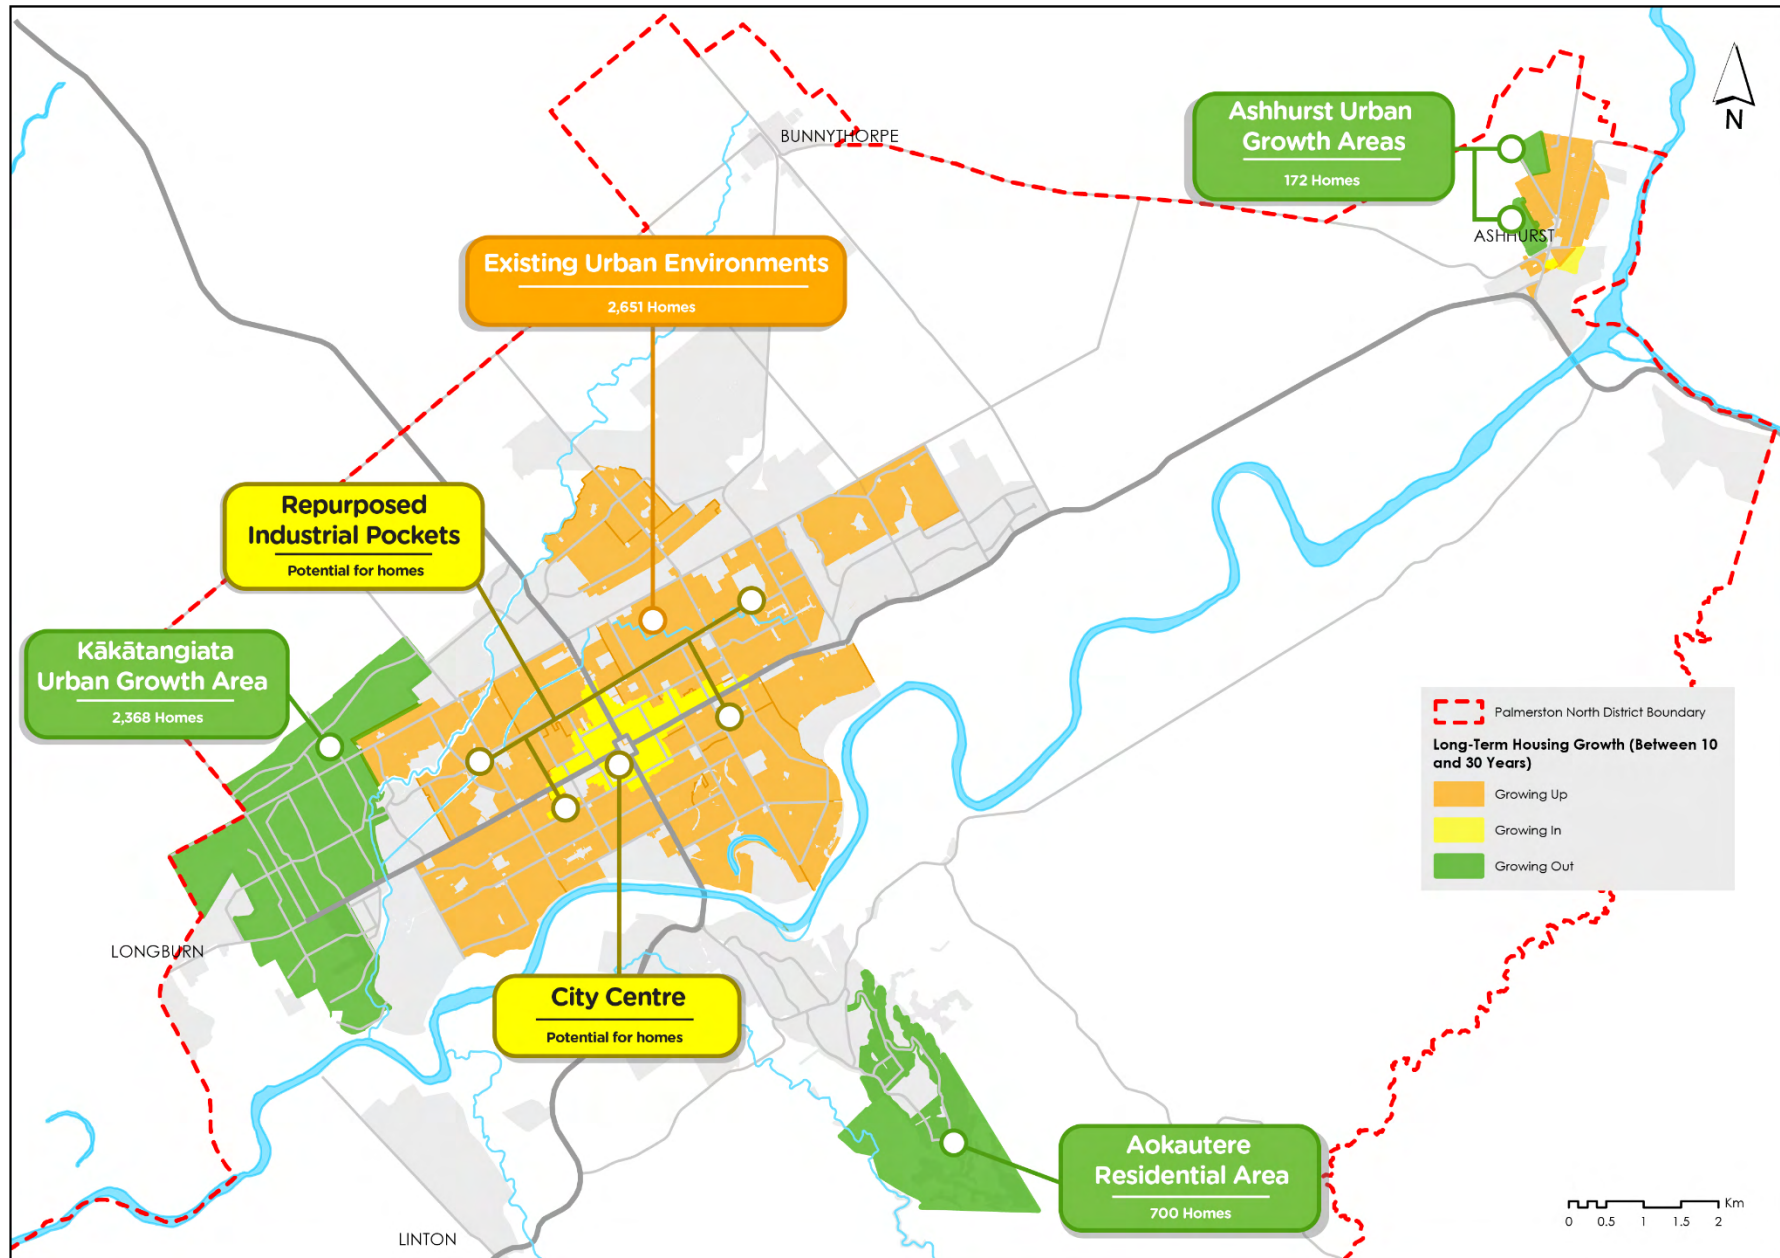 BUNNYTHORPE
Ashhurst Urban
Growth Areas
172 Homes
N
ASHHURST
Existing Urban Environments
2,651 Homes
Repurposed
Industrial Pockets
Potential for homes
Kākātangiata
Urban Growth Area
2,368 Homes
Palmerston North District Boundary
Long-Term Housing Growth (Between 10
and 30 Years)
Growing Up
Growing In
Growing Out
LONGBURN
City Centre
Potential for homes
Aokautere
Residential Area
700 Homes
LINTON
Km
0 0.5 1 1.5 2